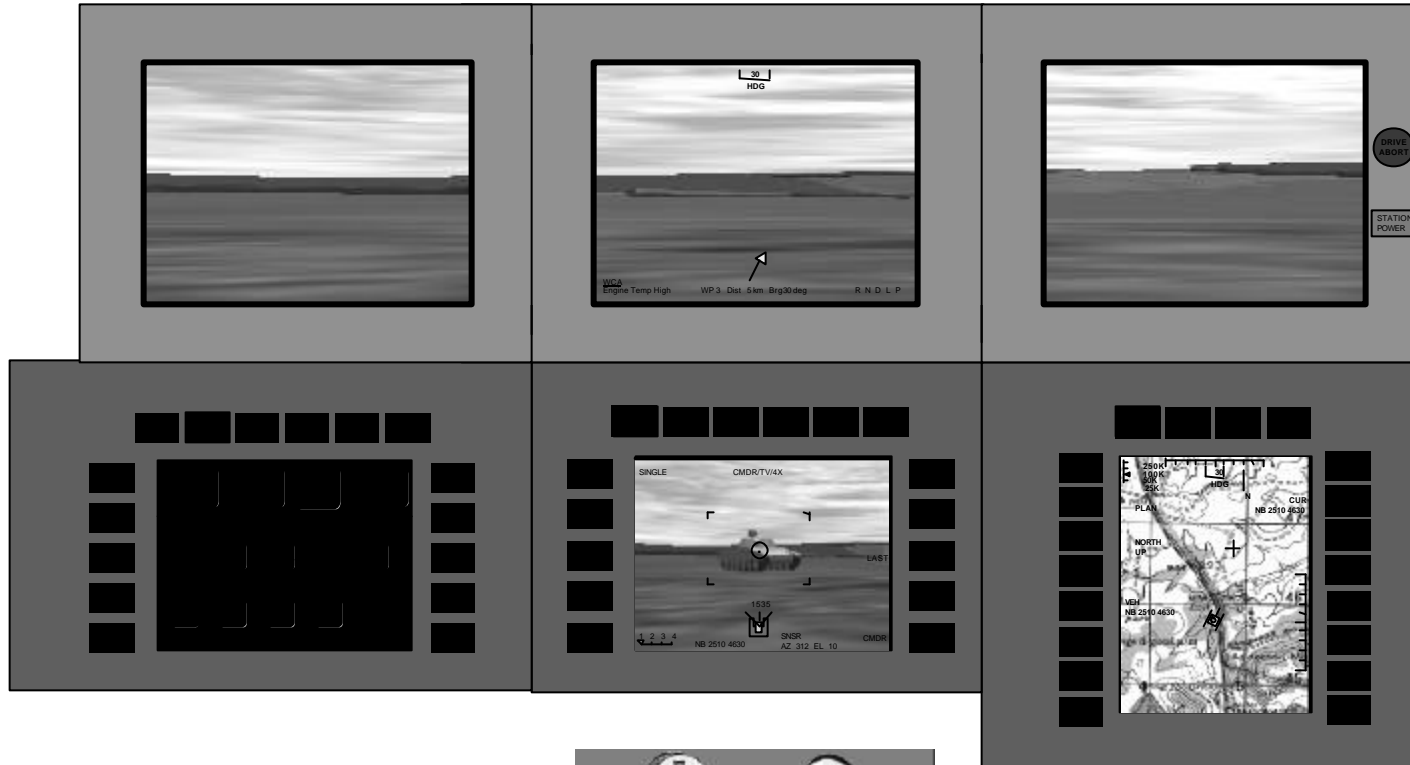 30
HDG
WCA
Engine Temp High
WP 3 Dist 5 km Brg 30 deg
R N D L P
DRIVE
ABORT
STATION
POWER
SINGLE
CMDR/TV/4X
LAST
1535
1 2 3 4
NB 2510 4630
SNSR
AZ 312 EL 10
CMDR
250K
100K
50K
25K
30
HDG
N
CUR
NB 2510 4630
PLAN
NORTH
UP
VEH
NB 2510 4630